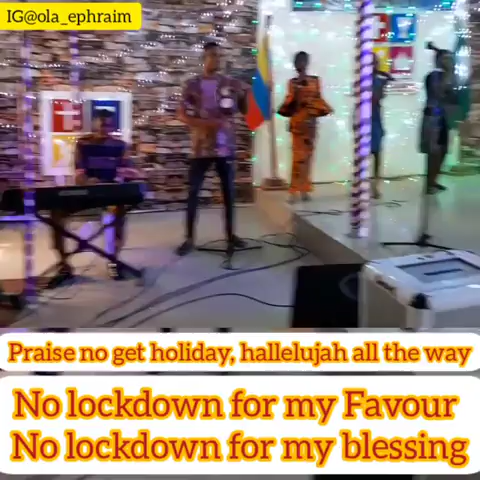 IG@ola_ephraim
Praise no get holiday, hallelujah all the way
No lockdown for my Favour
No lockdown for my blessing